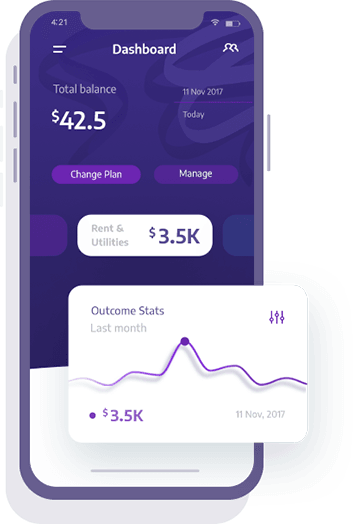 4:21
Dashboard
Total balance
$42.5
11 Nov 2017
Today
Change Plan
Manage
Rent &
Utilities
$3.5K
Outcome Stats
Last month
$3.5K
11 Nov, 2017